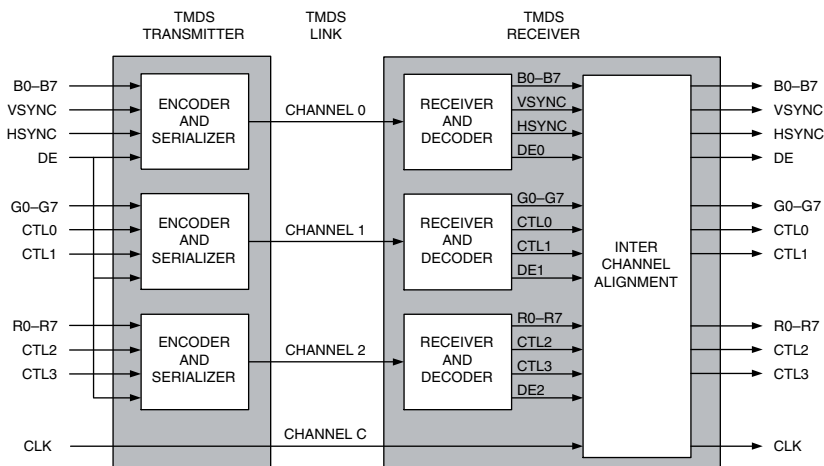 TMDS
TRANSMITTER
TMDS
LINK
TMDS
RECEIVER
B0–B7
VSYNC
HSYNC
DE
ENCODER
AND
SERIALIZER
CHANNEL 0
RECEIVER
AND
DECODER
B0–B7
VSYNC
HSYNC
DE0
B0–B7
VSYNC
HSYNC
DE
G0–G7
CTL0
CTL1
ENCODER
AND
SERIALIZER
CHANNEL 1
RECEIVER
AND
DECODER
G0–G7
CTL0
CTL1
DE1
INTER
CHANNEL
ALIGNMENT
G0–G7
CTL0
CTL1
R0–R7
CTL2
CTL3
ENCODER
AND
SERIALIZER
CHANNEL 2
RECEIVER
AND
DECODER
R0–R7
CTL2
CTL3
DE2
R0–R7
CTL2
CTL3
CLK
CHANNEL C
CLK